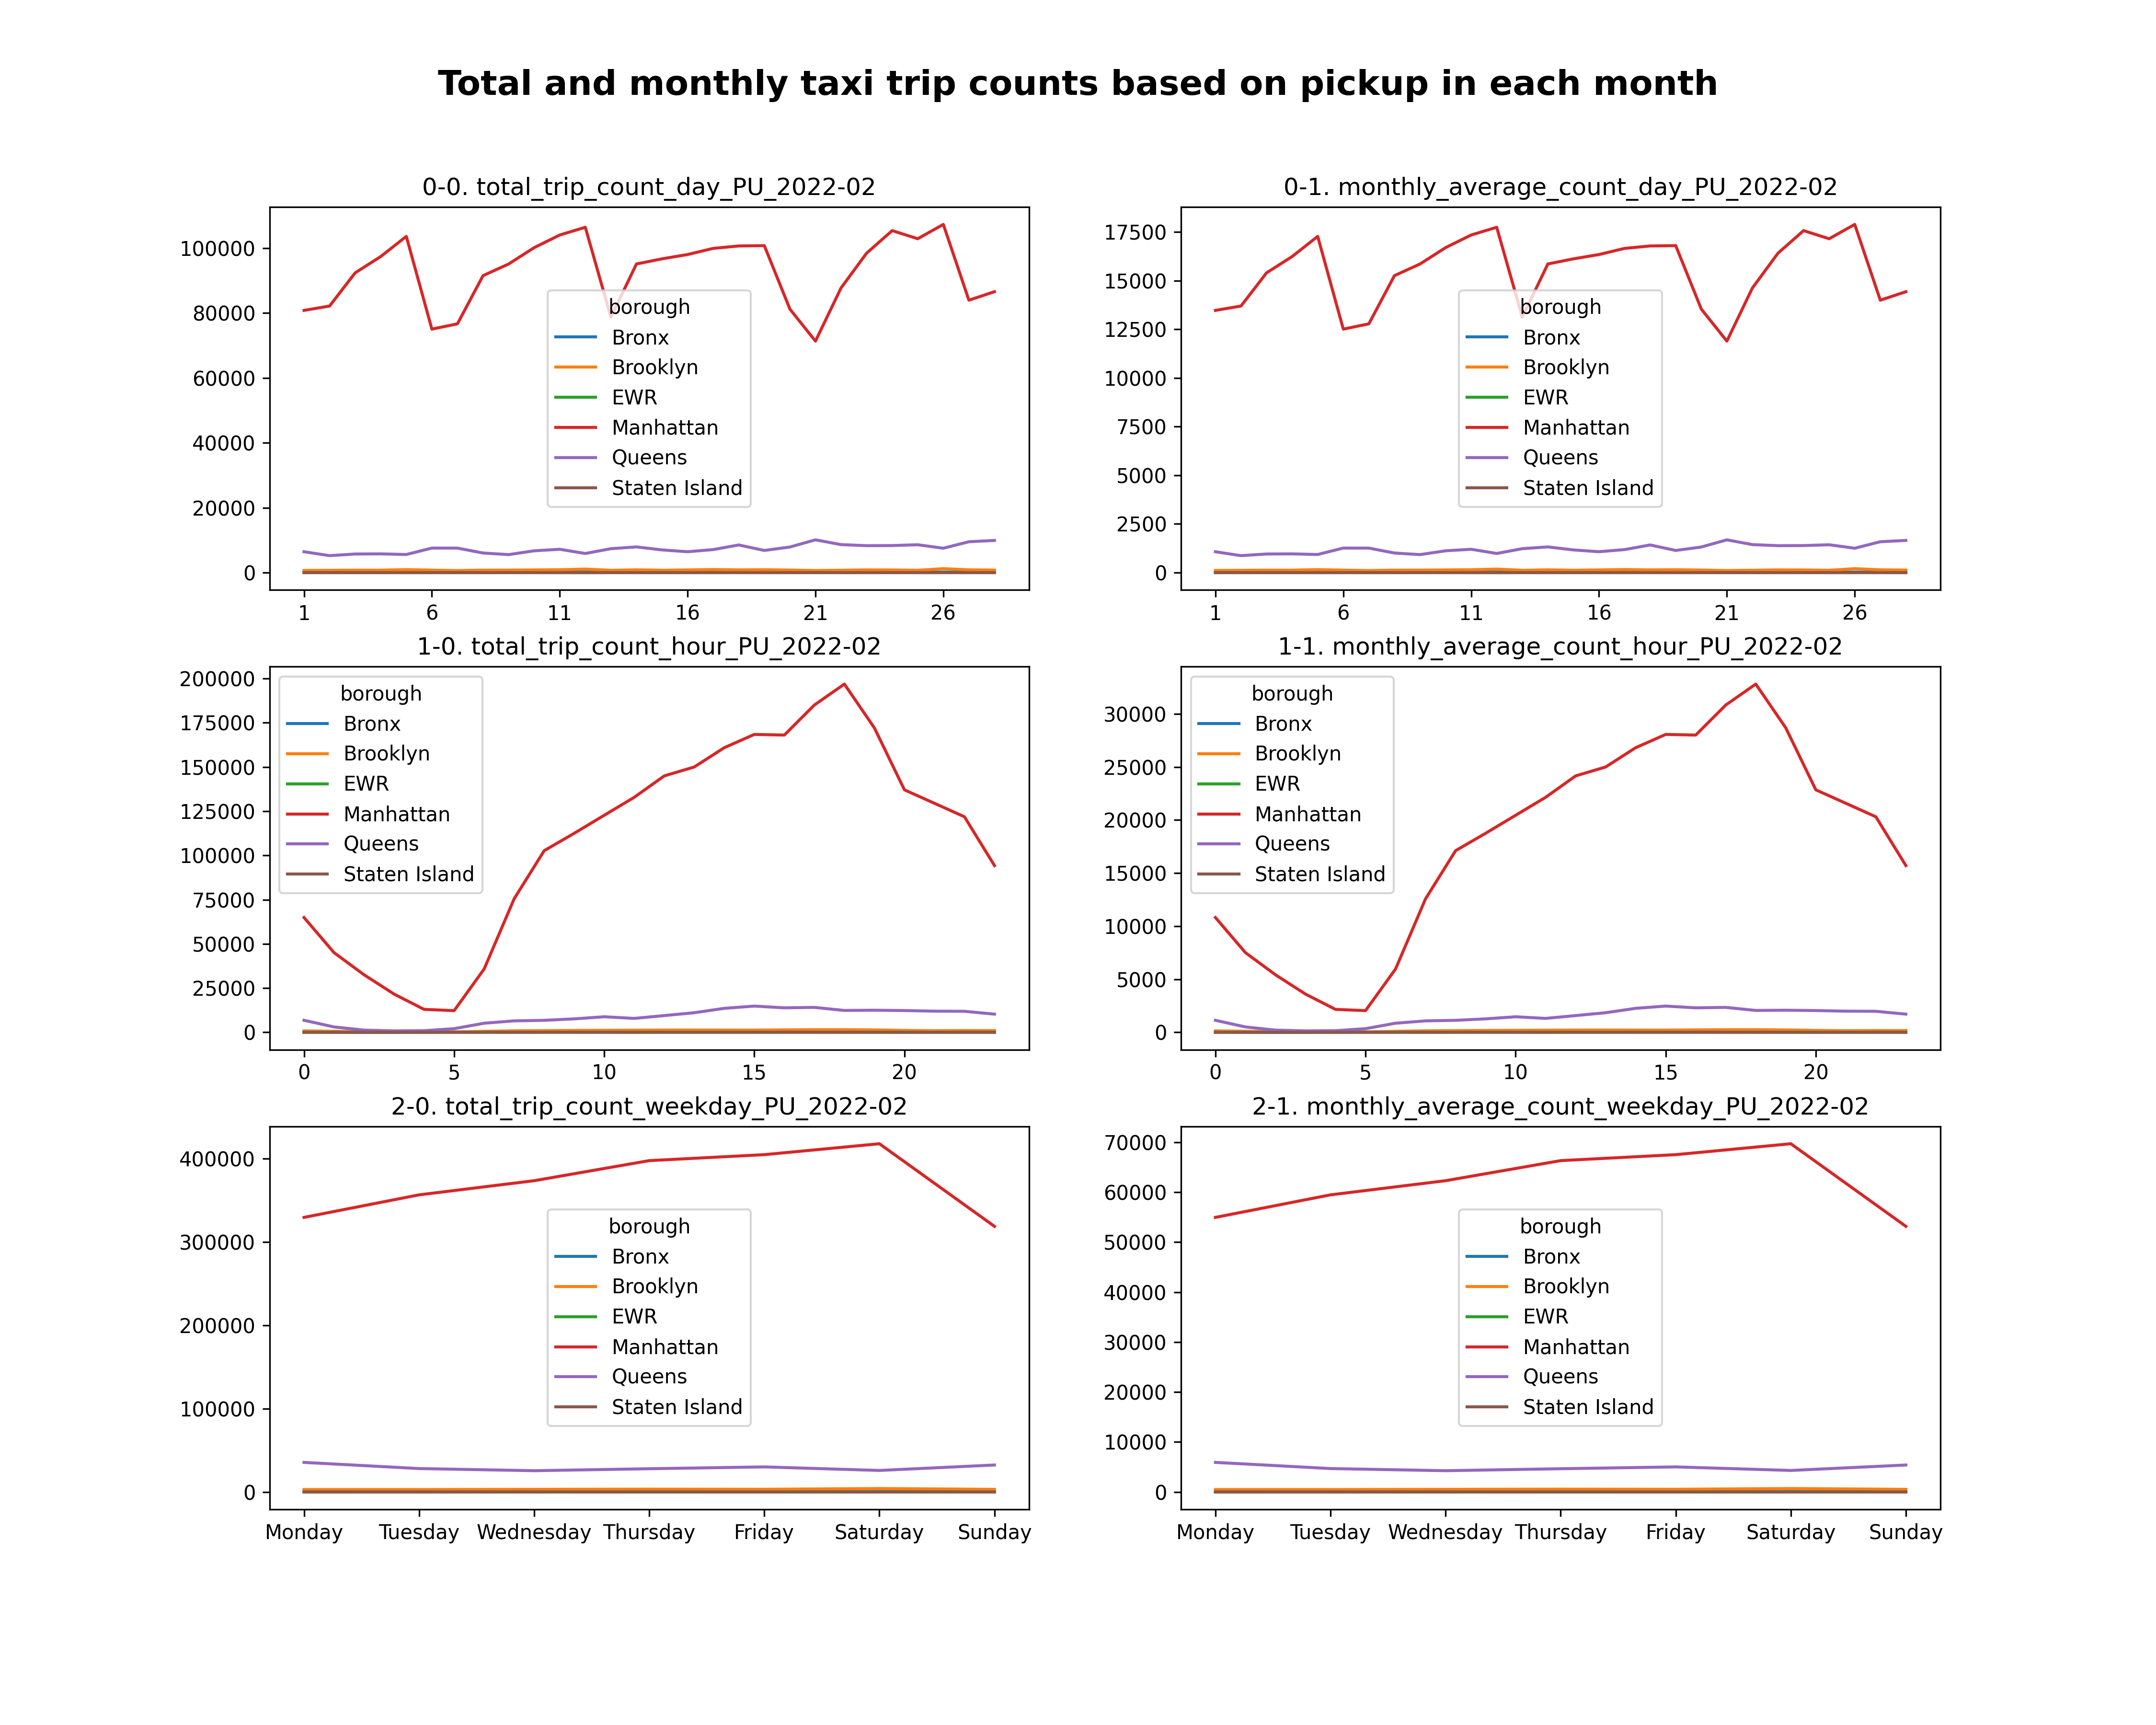 Total and monthly taxi trip counts based on pickup in each month
0-0. total_trip_count_day_PU_2022-02
100000
80000
60000
40000
20000
0
borough
Bronx
Brooklyn
EWR
Manhattan
Queens
Staten Island
1 6 11 16 21 26
0-1. monthly_average_count_day_PU_2022-02
17500
15000
12500
10000
7500
5000
2500
0
borough
Bronx
Brooklyn
EWR
Manhattan
Queens
Staten Island
1 6 11 16 21 26
1-0. total_trip_count_hour_PU_2022-02
200000
175000
150000
125000
100000
75000
50000
25000
0
borough
Bronx
Brooklyn
EWR
Manhattan
Queens
Staten Island
0 5 10 15 20
1-1. monthly_average_count_hour_PU_2022-02
30000
25000
20000
15000
10000
5000
0
borough
Bronx
Brooklyn
EWR
Manhattan
Queens
Staten Island
0 5 10 15 20
2-0. total_trip_count_weekday_PU_2022-02
400000
300000
200000
100000
0
borough
Bronx
Brooklyn
EWR
Manhattan
Queens
Staten Island
Monday Tuesday Wednesday Thursday Friday Saturday Sunday
2-1. monthly_average_count_weekday_PU_2022-02
70000
60000
50000
40000
30000
20000
10000
0
borough
Bronx
Brooklyn
EWR
Manhattan
Queens
Staten Island
Monday Tuesday Wednesday Thursday Friday Saturday Sunday